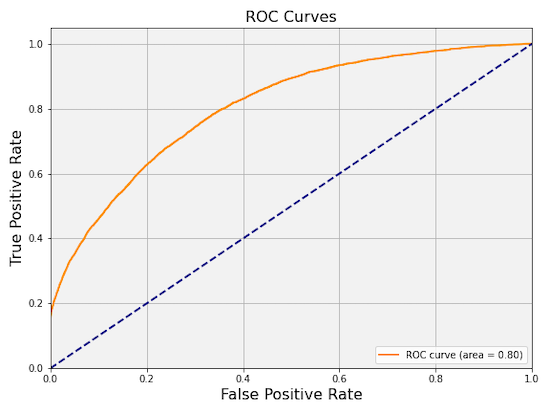 ROC Curves
True Positive Rate
1.0
0.8
0.6
0.4
0.2
0.0
0.0 0.2 0.4 0.6 0.8 1.0
False Positive Rate
ROC curve (area = 0.80)